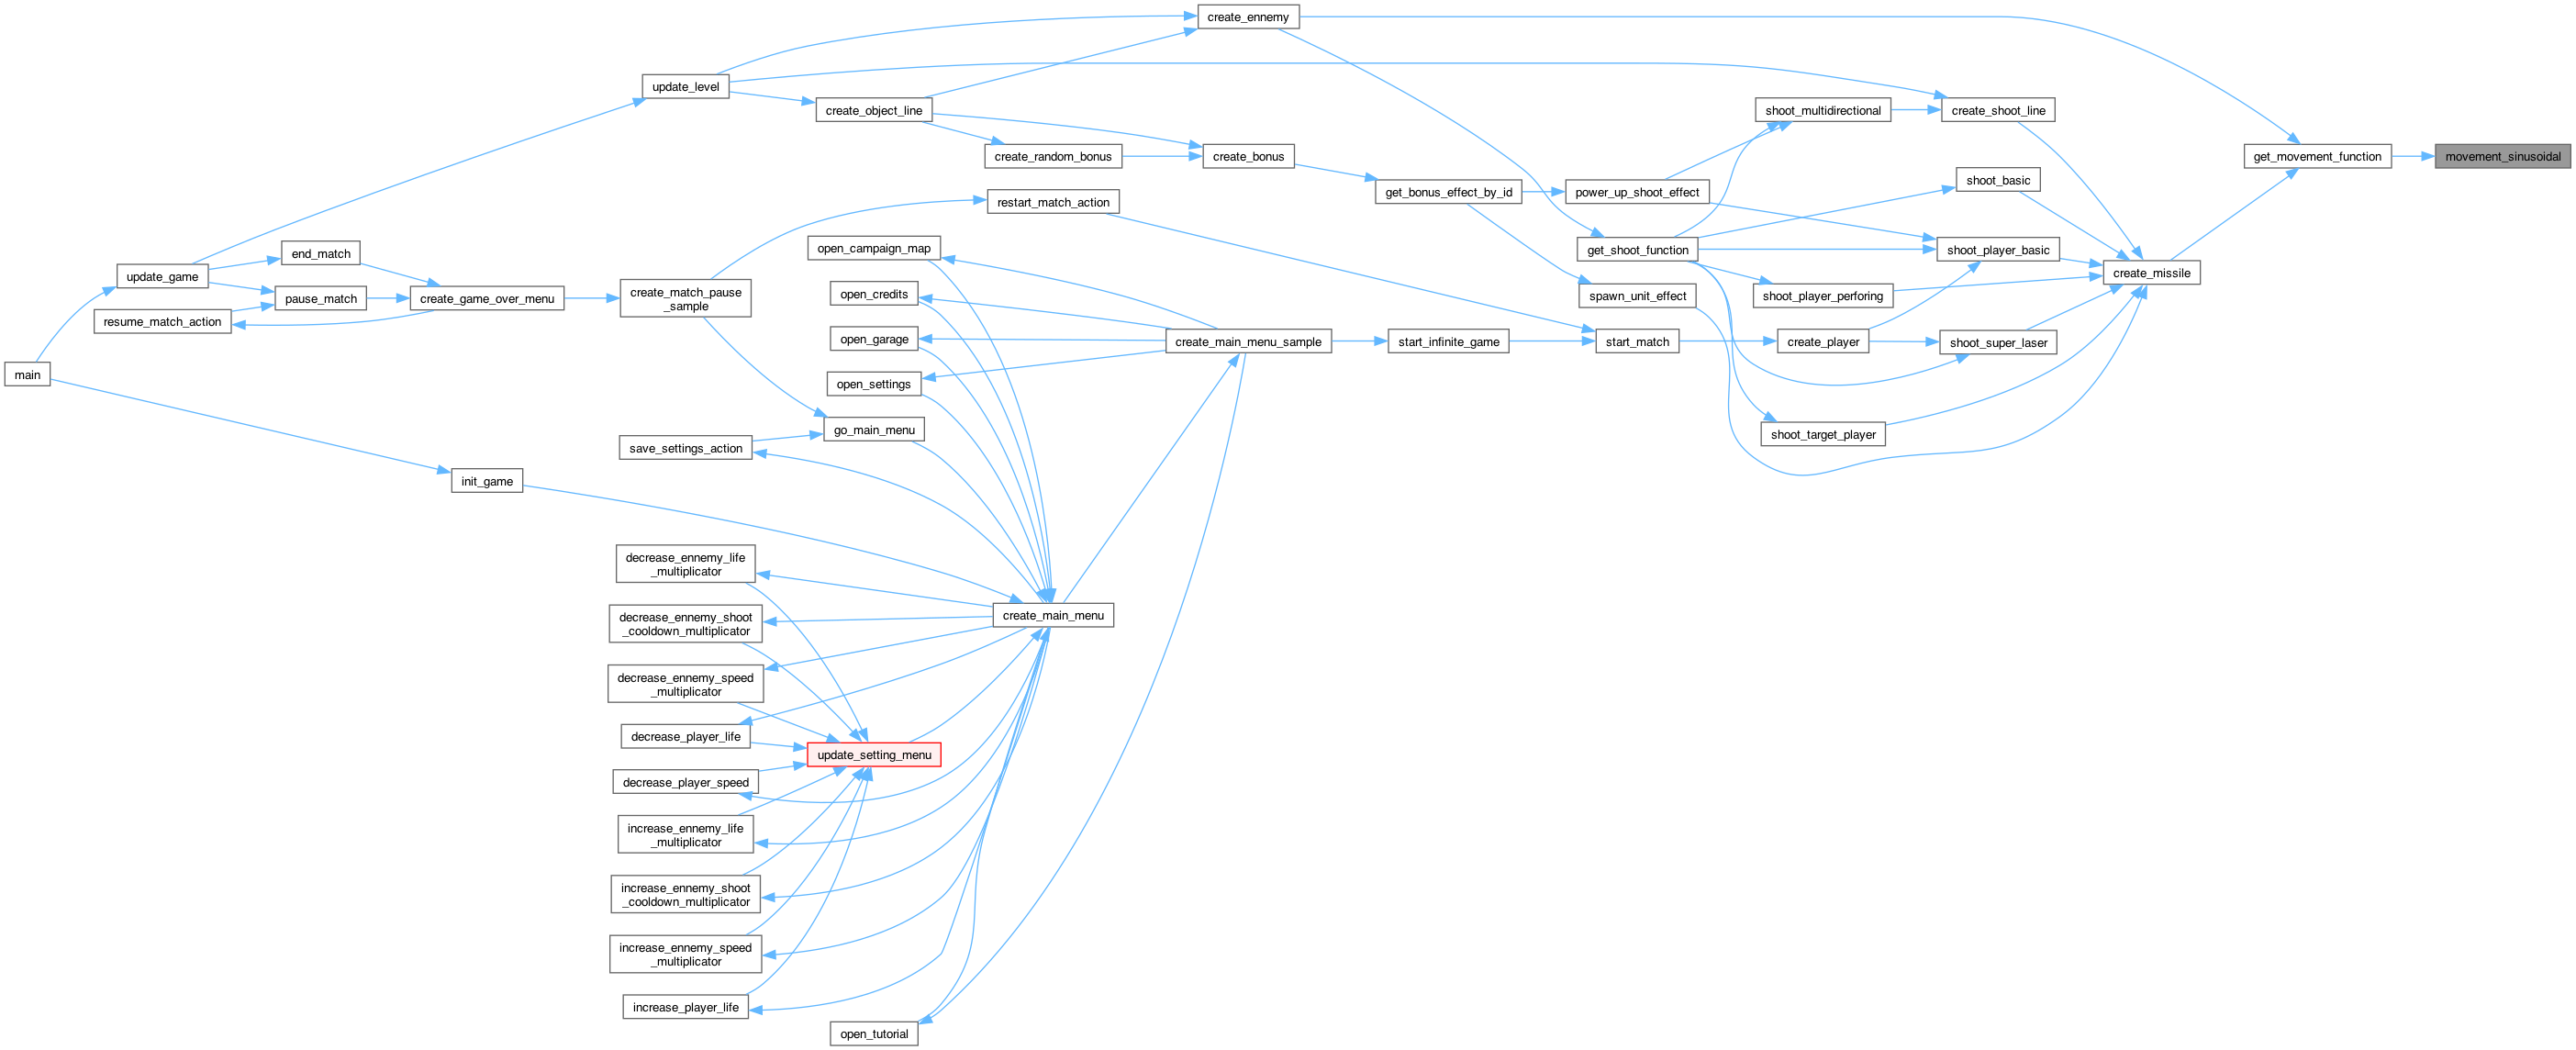 create_ennemy
update_level
create_object_line
shoot_multidirectional
create_shoot_line
create_random_bonus
create_bonus
get_movement_function
movement_sinusoidal
shoot_basic
get_bonus_effect_by_id
power_up_shoot_effect
restart_match_action
open_campaign_map
get_shoot_function
shoot_player_basic
end_match
update_game
create_missile
create_match_pause
_sample
open_credits
spawn_unit_effect
shoot_player_perforing
pause_match
create_game_over_menu
resume_match_action
open_garage
create_main_menu_sample
start_infinite_game
start_match
create_player
shoot_super_laser
main
open_settings
go_main_menu
shoot_target_player
save_settings_action
init_game
decrease_ennemy_life
_multiplicator
create_main_menu
decrease_ennemy_shoot
_cooldown_multiplicator
decrease_ennemy_speed
_multiplicator
decrease_player_life
update_setting_menu
decrease_player_speed
increase_ennemy_life
_multiplicator
increase_ennemy_shoot
_cooldown_multiplicator
increase_ennemy_speed
_multiplicator
increase_player_life
open_tutorial